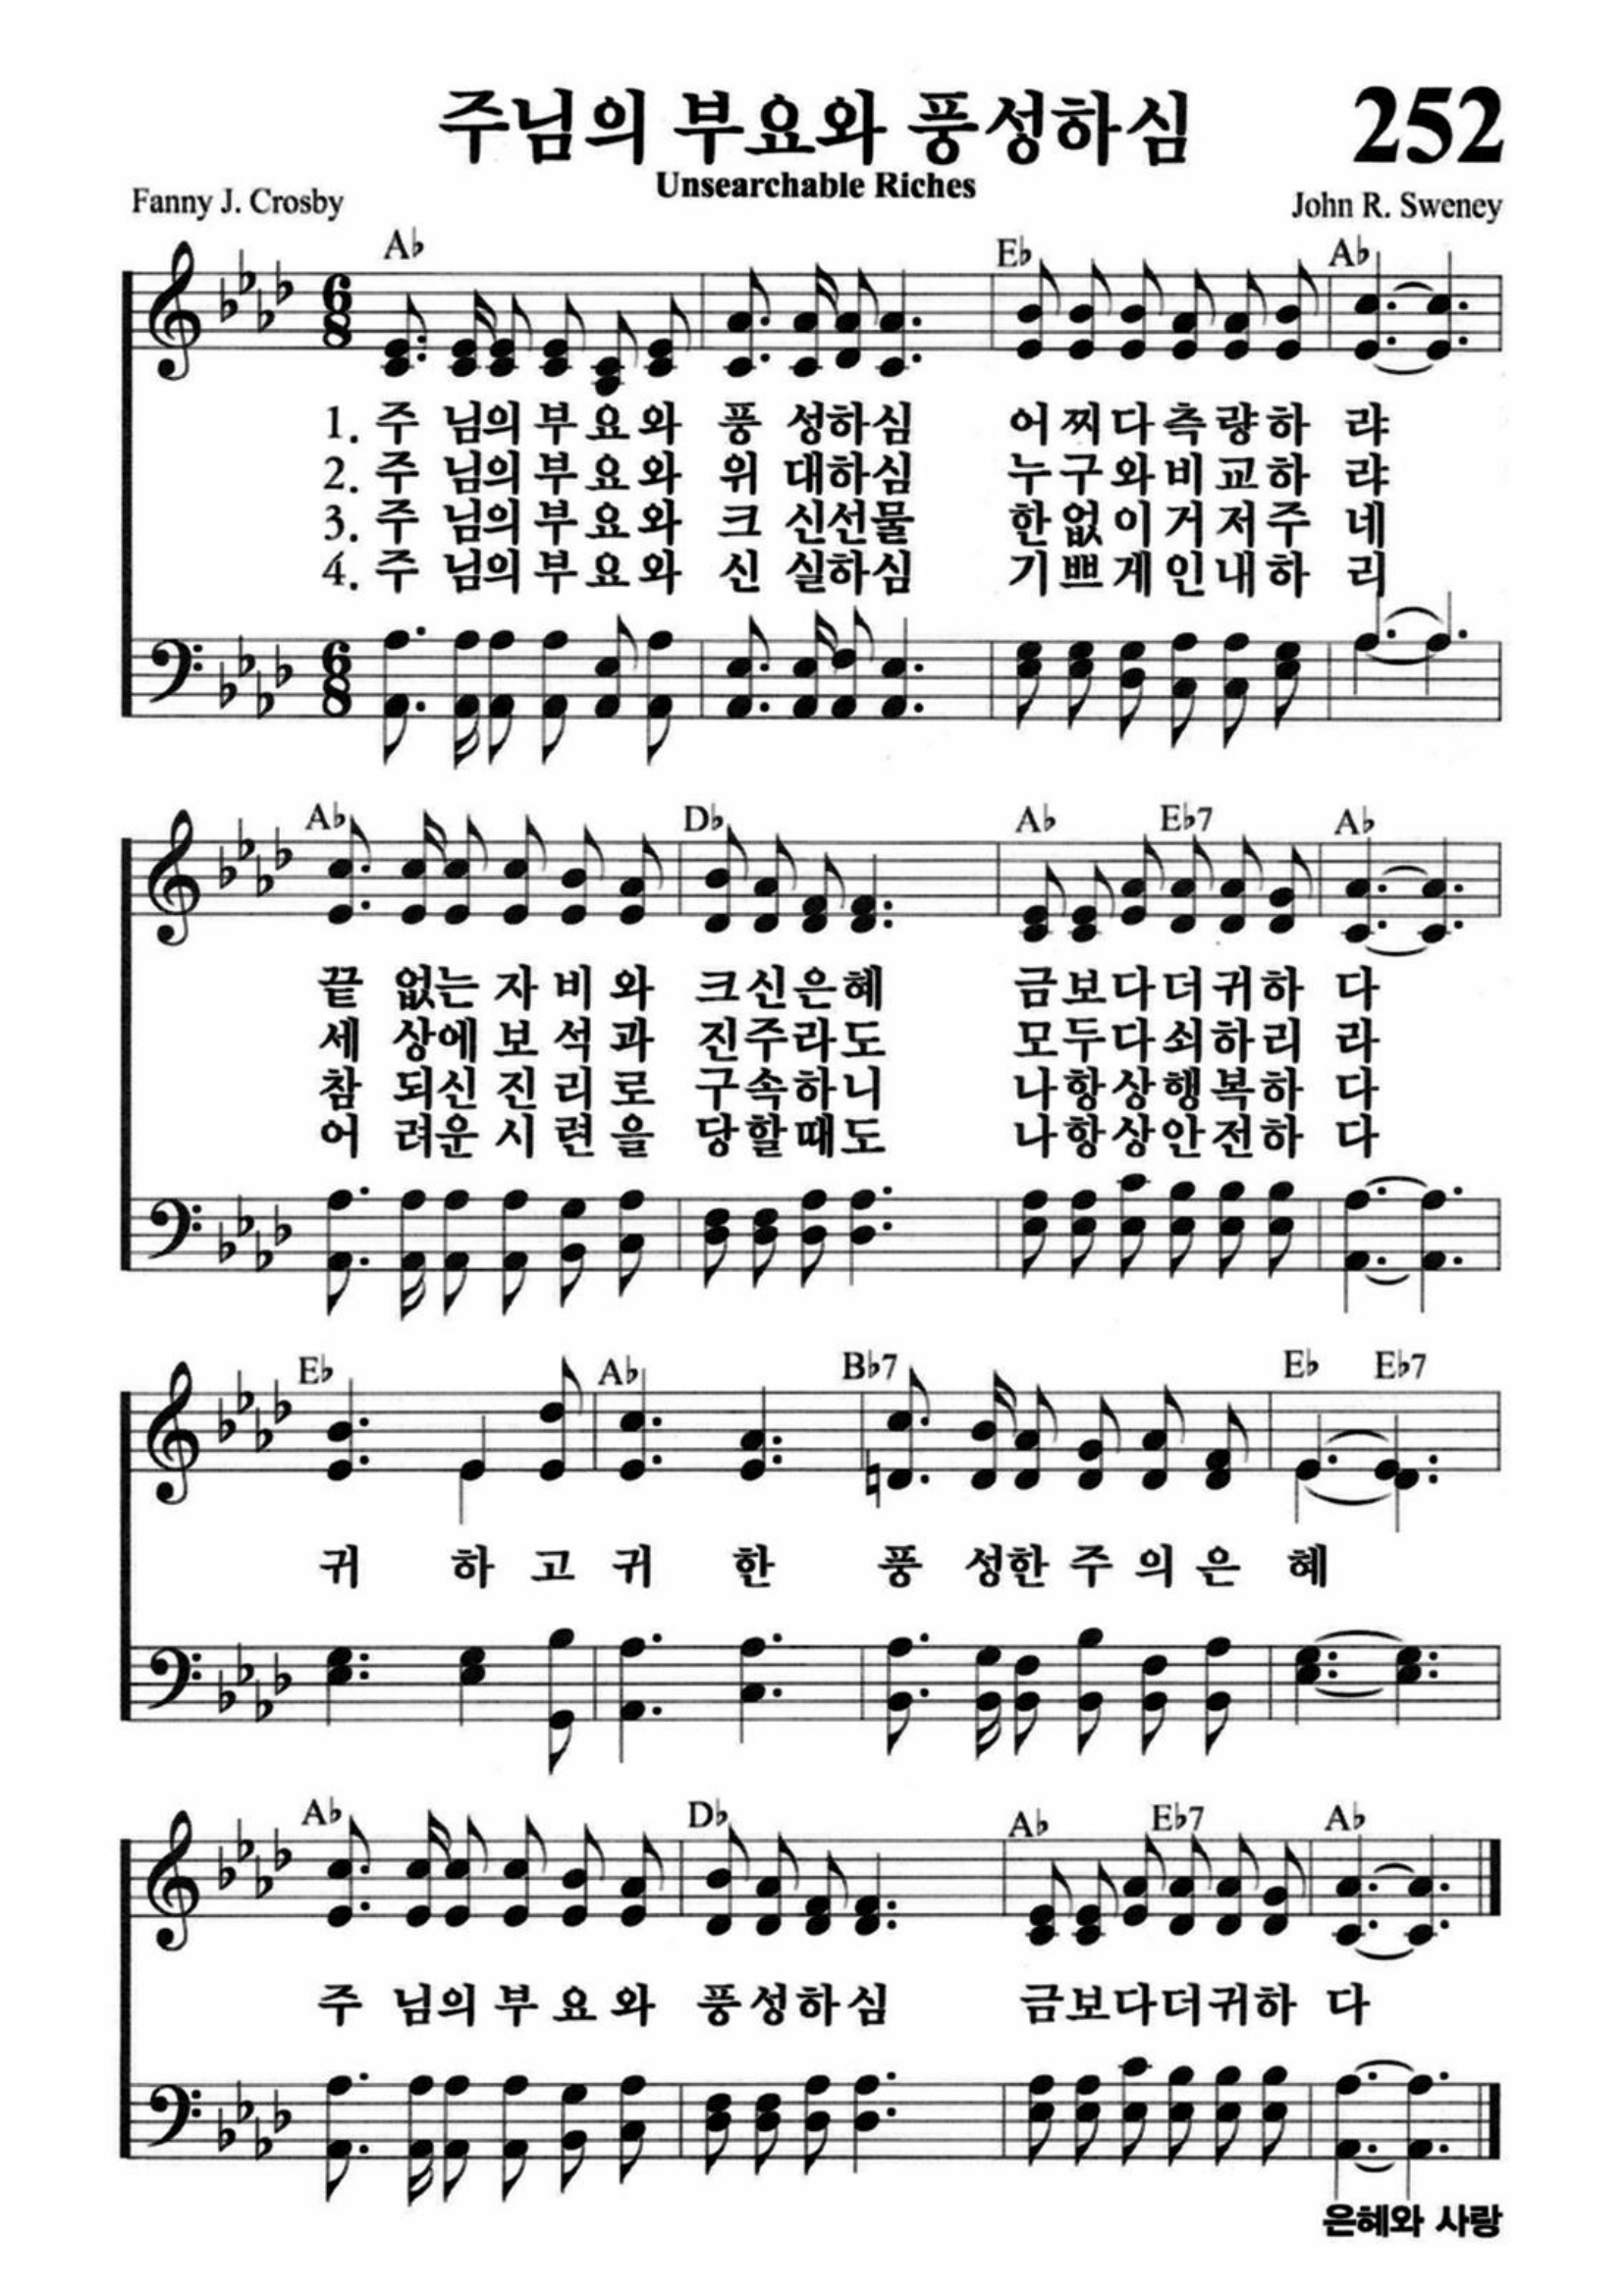 주님의 부요와 풍성하심 252
Unsearchable Riches
Fanny J. Crosby John R. Sweney
A♭ E♭ A♭
1. 주 님의 부 요 와 풍 성하심 어 찌 다 측 량 하 랴
2. 주 님의 부 요 와 위 대하심 누 구 와 비 교 하 랴
3. 주 님의 부 요 와 크 신선물 한 없 이 거 저 주 네
4. 주 님의 부 요 와 신 실하심 기 쁘 게 인 내 하 리
A♭ D♭ A♭ E♭7 A♭
끝 없는 자 비 와 크신은혜 금보다더귀하 다
세 상에 보 석 과 진주라도 모두다쇠하리 라
참 되신 진 리 로 구속하니 나항상행복하 다
어 려운 시 련 을 당할때도 나항상안전하 다
E♭ A♭ B♭7 E♭ E♭7
귀 하 고 귀 한 풍 성한 주 의 은 혜
A♭ D♭ A♭ E♭7 A♭
주 님의 부 요 와 풍성하심 금보다더귀하 다
은혜와 사랑